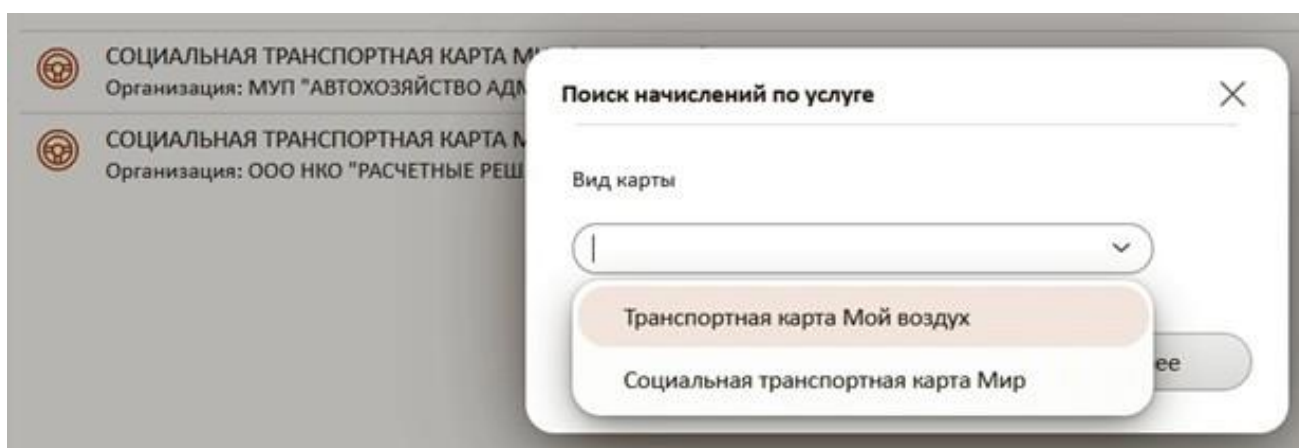 СОЦИАЛЬНАЯ ТРАНСПОРТНАЯ КАРТА
Организация: МУП "АВТОХОЗЯЙСТВО
СОЦИАЛЬНАЯ ТРАНСПОРТНАЯ КАРТА
Организация: ООО НКО "РАСЧЕТНЫЕ
Поиск начислений по услуге
Вид карты
Транспортная карта Мой воздух
Социальная транспортная карта Мир